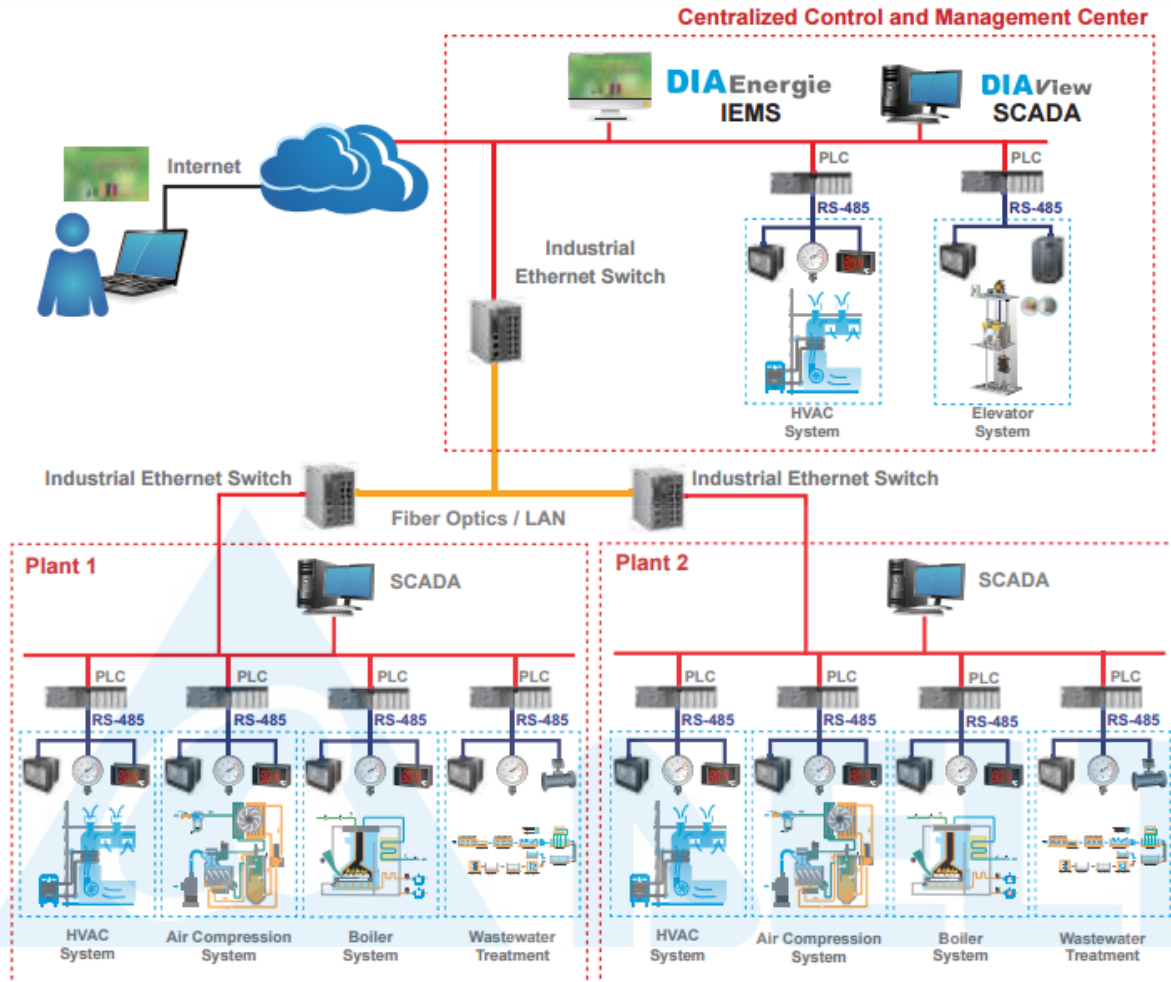 Centralized Control and Management Center
DIAEnergie
IEMS
DIAView
SCADA
Internet
PLC
PLC
RS-485
RS-485
Industrial
Ethernet Switch
HVAC
System
Elevator
System
Industrial Ethernet Switch
Industrial Ethernet Switch
Fiber Optics / LAN
Plant 1
SCADA
PLC
PLC
PLC
PLC
RS-485
RS-485
RS-485
RS-485
HVAC
System
Air Compression
System
Boiler
System
Wastewater
Treatment
Plant 2
SCADA
PLC
PLC
PLC
PLC
RS-485
RS-485
RS-485
RS-485
HVAC
System
Air Compression
System
Boiler
System
Wastewater
Treatment